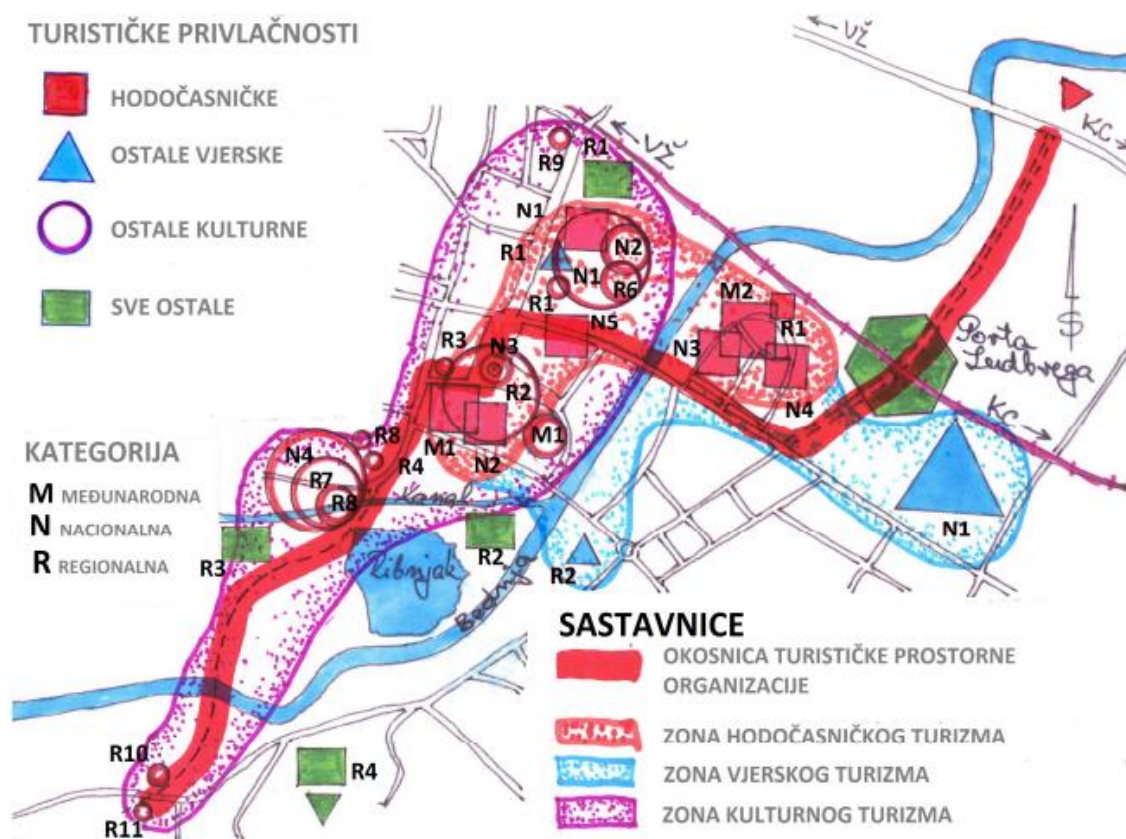 TURISTIČKE PRIVLAČNOSTI
HODOČASNIČKE
OSTALE VJERSKE
OSTALE KULTURNE
SVE OSTALE
← VŽ
KC →
← VŽ
R9
R1
N1
R1
N2
N1
R6
R1
N5
M2
R1
N3
N4
Porta
Ludbrega
S
KC →
R3
N3
R2
M1
M1
N2
N4
R8
R7
R4
R8
Kanal
R3
Ribnjak
R2
Bednja
R2
N1
KATEGORIJA
M MEĐUNARODNA
N NACIONALNA
R REGIONALNA
R10
R11
R4
SASTAVNICE
OKOSNICA TURISTIČKE PROSTORNE
ORGANIZACIJE
ZONA HODOČASNIČKOG TURIZMA
ZONA VJERSKOG TURIZMA
ZONA KULTURNOG TURIZMA